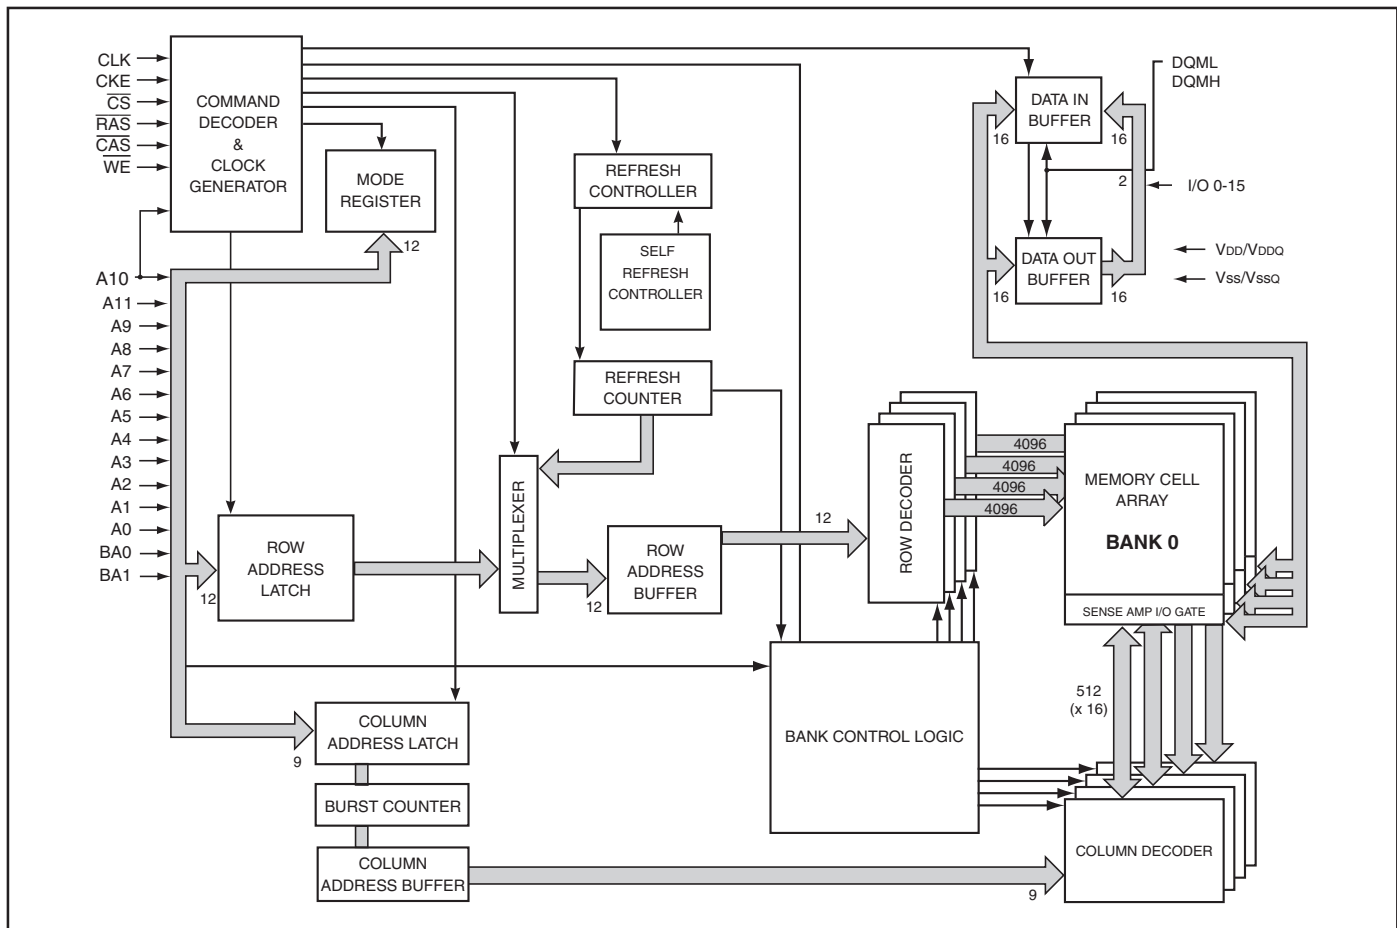 CLK
CKE
CS
RAS
CAS
WE
A10
A11
A9
A8
A7
A6
A5
A4
A3
A2
A1
A0
BA0
BA1
COMMAND
DECODER
&
CLOCK
GENERATOR
MODE
REGISTER
12
REFRESH
CONTROLLER
SELF
REFRESH
CONTROLLER
REFRESH
COUNTER
DQML
DQMH
DATA IN
BUFFER
16
16
2
I/O 0-15
DATA OUT
BUFFER
16
16
VDD/VDDQ
Vss/VssQ
ROW
ADDRESS
LATCH
12
MULTIPLEXER
12
ROW
ADDRESS
BUFFER
12
ROW DECODER
4096
4096
4096
4096
MEMORY CELL
ARRAY
BANK 0
SENSE AMP I/O GATE
512
(x 16)
BANK CONTROL LOGIC
COLUMN
ADDRESS LATCH
9
BURST COUNTER
COLUMN
ADDRESS BUFFER
9
COLUMN DECODER